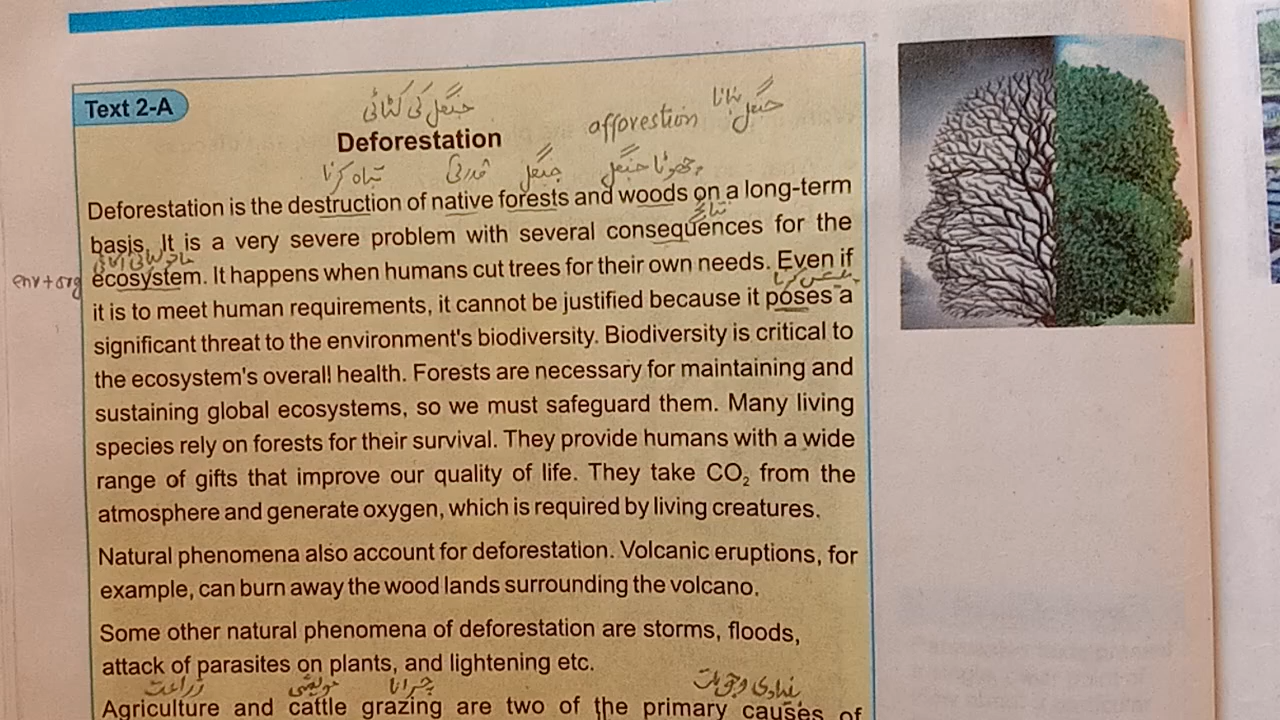 Text 2-A
جنگل کی کٹائی
جنگل بنانا
Deforestation
afforestion
تباہ کرنا قدرتی جنگل چھوٹا جنگل
Deforestation is the destruction of native forests and woods on a long-term
نتائج
basis. It is a very severe problem with several consequences for the
env+org
ecosystem. It happens when humans cut trees for their own needs. Even if
it is to meet human requirements, it cannot be justified because it poses a
significant threat to the environment's biodiversity. Biodiversity is critical to
the ecosystem's overall health. Forests are necessary for maintaining and
sustaining global ecosystems, so we must safeguard them. Many living
species rely on forests for their survival. They provide humans with a wide
range of gifts that improve our quality of life. They take CO₂ from the
atmosphere and generate oxygen, which is required by living creatures.
Natural phenomena also account for deforestation. Volcanic eruptions, for
example, can burn away the wood lands surrounding the volcano.
Some other natural phenomena of deforestation are storms, floods,
attack of parasites on plants, and lightening etc.
زراعت مویشی چرانا بنیادی وجوہات
Agriculture and cattle grazing are two of the primary causes of